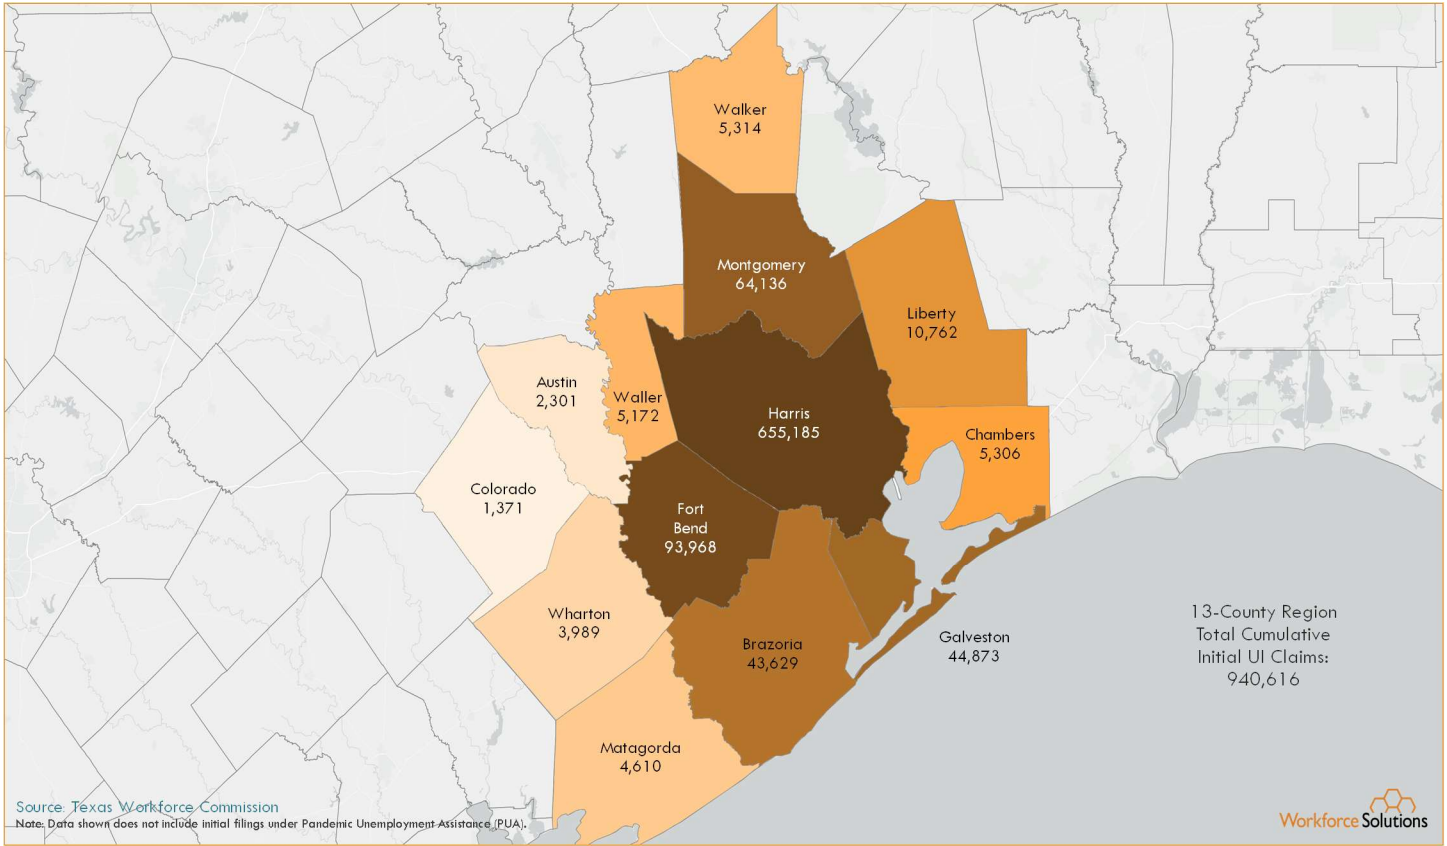 Walker
5,314
Montgomery
64,136
Liberty
10,762
Austin
2,301
Waller
5,172
Harris
655,185
Chambers
5,306
Colorado
1,371
Fort
Bend
93,968
Wharton
3,989
Brazoria
43,629
Galveston
44,873
13-County Region
Total Cumulative
Initial UI Claims:
940,616
Matagorda
4,610
Source: Texas Workforce Commission
Note: Data shown does not include initial filings under Pandemic Unemployment Assistance (PUA).
Workforce Solutions